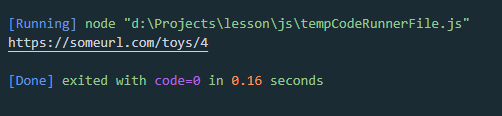 [Running] node "d:\Projects\lesson\js\tempCodeRunnerFile.js"
https://someurl.com/toys/4
[Done] exited with code=0 in 0.16 seconds